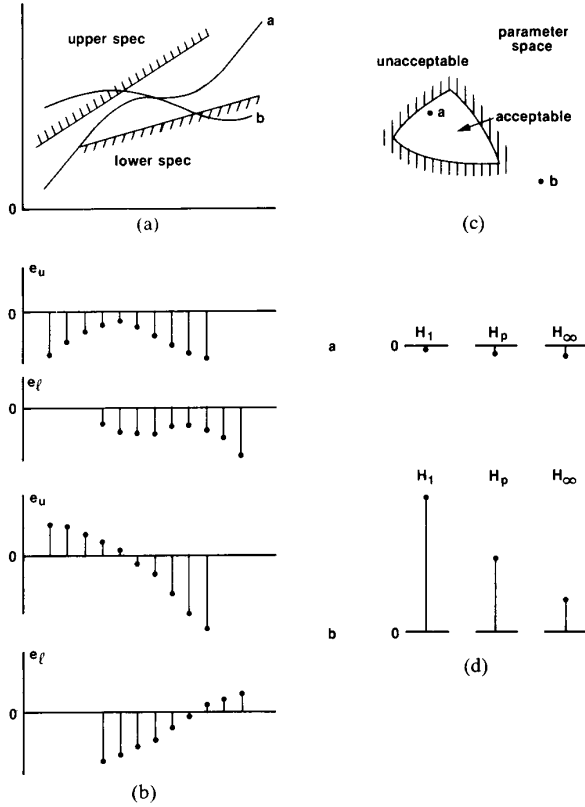 upper spec
a
b
lower spec
0
(a)
parameter
space
unacceptable
a
acceptable
b
(c)
e_u
0
e_ℓ
0
e_u
0
e_ℓ
0
(b)
H_1 H_p H_∞
a 0
H_1 H_p H_∞
b 0
(d)